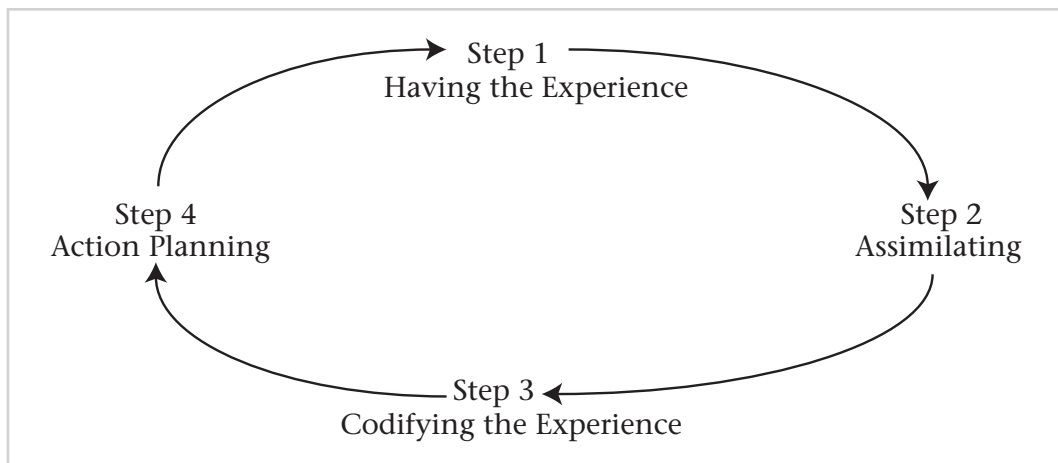 Step 1
Having the Experience
Step 2
Assimilating
Step 3
Codifying the Experience
Step 4
Action Planning